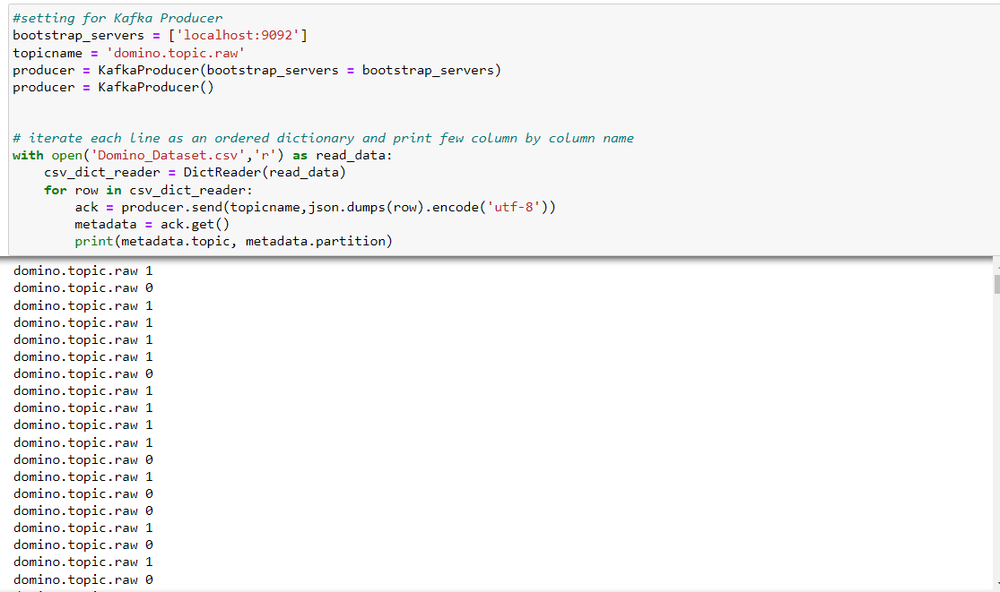 #setting for Kafka Producer
bootstrap_servers = ['localhost:9092']
topicname = 'domino.topic.raw'
producer = KafkaProducer(bootstrap_servers = bootstrap_servers)
producer = KafkaProducer()
# iterate each line as an ordered dictionary and print few column by column name
with open('Domino_Dataset.csv','r') as read_data:
    csv_dict_reader = DictReader(read_data)
    for row in csv_dict_reader:
        ack = producer.send(topicname,json.dumps(row).encode('utf-8'))
        metadata = ack.get()
        print(metadata.topic, metadata.partition)
domino.topic.raw 1
domino.topic.raw 0
domino.topic.raw 1
domino.topic.raw 1
domino.topic.raw 1
domino.topic.raw 1
domino.topic.raw 0
domino.topic.raw 1
domino.topic.raw 1
domino.topic.raw 1
domino.topic.raw 1
domino.topic.raw 0
domino.topic.raw 1
domino.topic.raw 0
domino.topic.raw 0
domino.topic.raw 1
domino.topic.raw 0
domino.topic.raw 1
domino.topic.raw 0